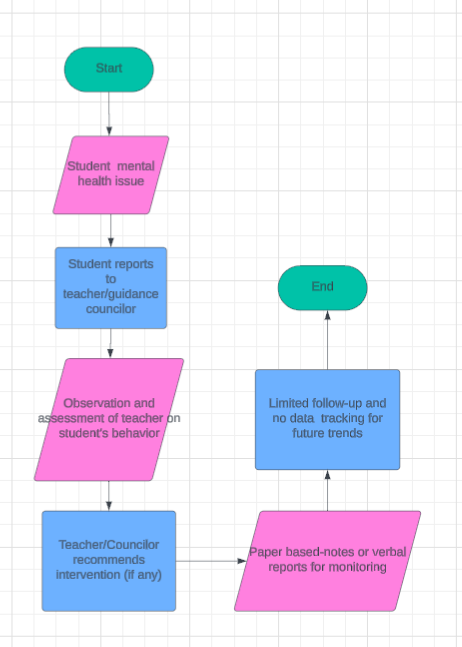 Start
Student mental
health issue
Student reports
to
teacher/guidance
councilor
Observation and
assessment of teacher on
student's behavior
Teacher/Councilor
recommends
intervention (if any)
Paper based-notes or verbal
reports for monitoring
Limited follow-up and
no data tracking for
future trends
End